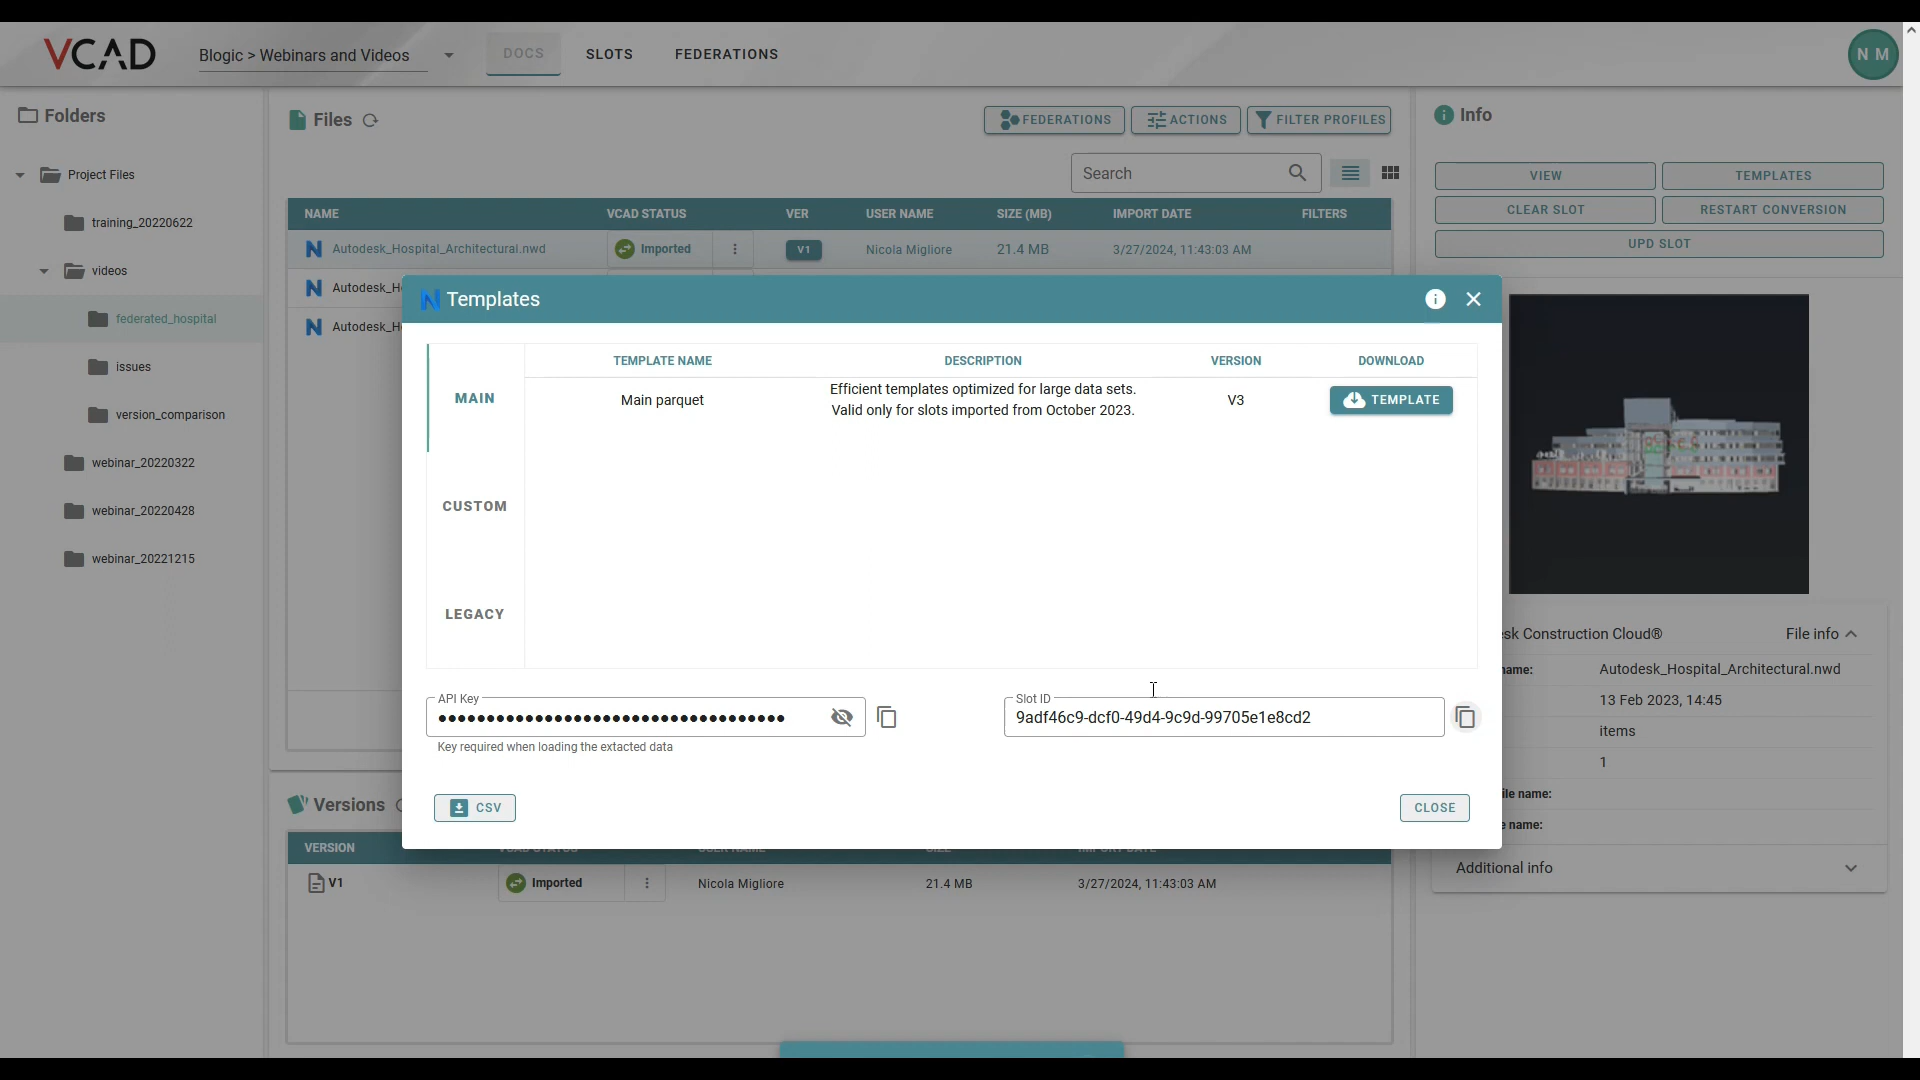 VCAD
Blogic > Webinars and Videos
DOCS
SLOTS
FEDERATIONS
N M
Folders
Project Files
training_20220622
videos
federated_hospital
issues
version_comparison
webinar_20220322
webinar_20220428
webinar_20221215
Files
FEDERATIONS
ACTIONS
FILTER PROFILES
Search
NAME VCAD STATUS VER USER NAME SIZE (MB) IMPORT DATE FILTERS
Autodesk_Hospital_Architectural.nwd Imported V1 Nicola Migliore 21.4 MB 3/27/2024, 11:43:03 AM
Autodesk_H
Autodesk_H
Templates
MAIN
CUSTOM
LEGACY
TEMPLATE NAME DESCRIPTION VERSION DOWNLOAD
Main parquet
Efficient templates optimized for large data sets.
Valid only for slots imported from October 2023.
V3
TEMPLATE
API Key
●●●●●●●●●●●●●●●●●●●●●●●●●●●●●●●●●●●●
Key required when loading the extacted data
Slot ID
9adf46c9-dcf0-49d4-9c9d-99705e1e8cd2
CSV
CLOSE
Versions
VERSION
V1 Imported Nicola Migliore 21.4 MB 3/27/2024, 11:43:03 AM
Info
VIEW
TEMPLATES
CLEAR SLOT
RESTART CONVERSION
UPD SLOT
sk Construction Cloud®
File info
ame:
Autodesk_Hospital_Architectural.nwd
13 Feb 2023, 14:45
items
1
ile name:
e name:
Additional info